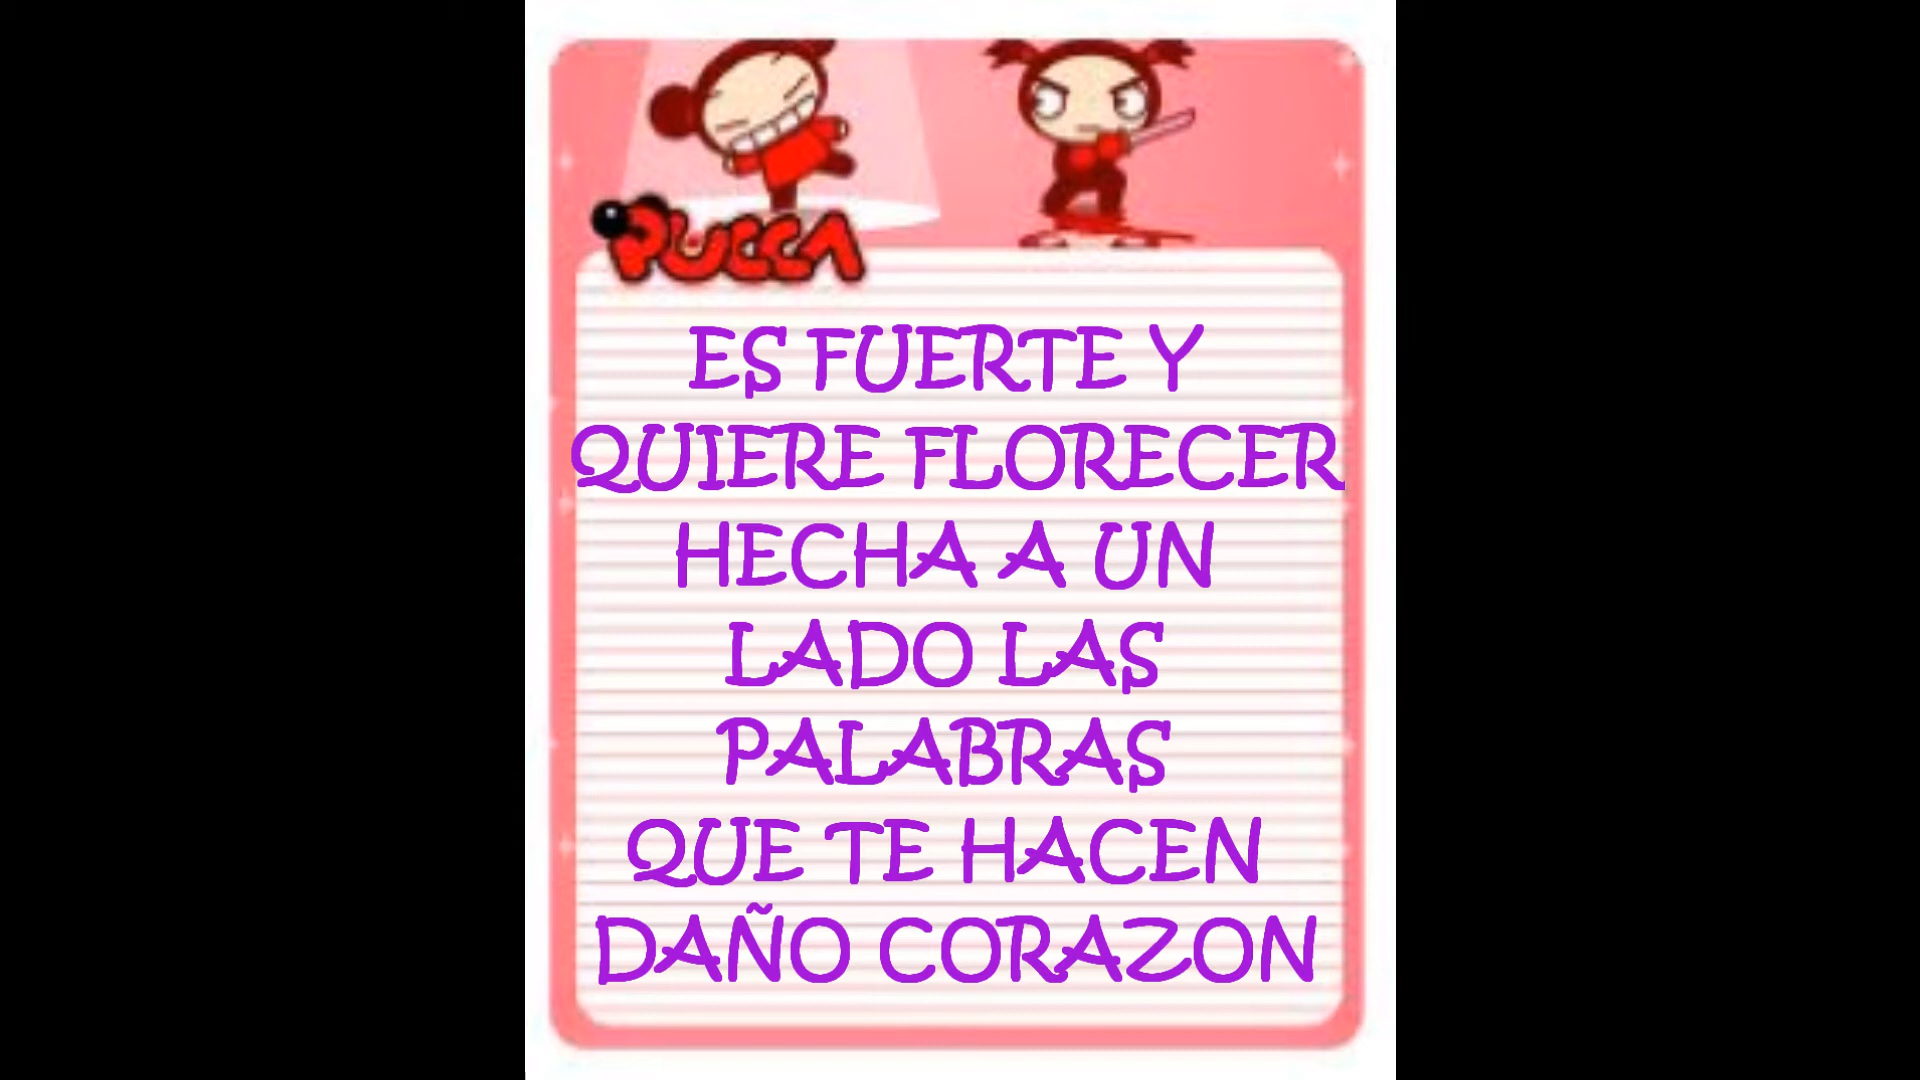 PUCCA
ES FUERTE Y
QUIERE FLORECER
HECHA A UN
LADO LAS
PALABRAS
QUE TE HACEN
DAÑO CORAZON